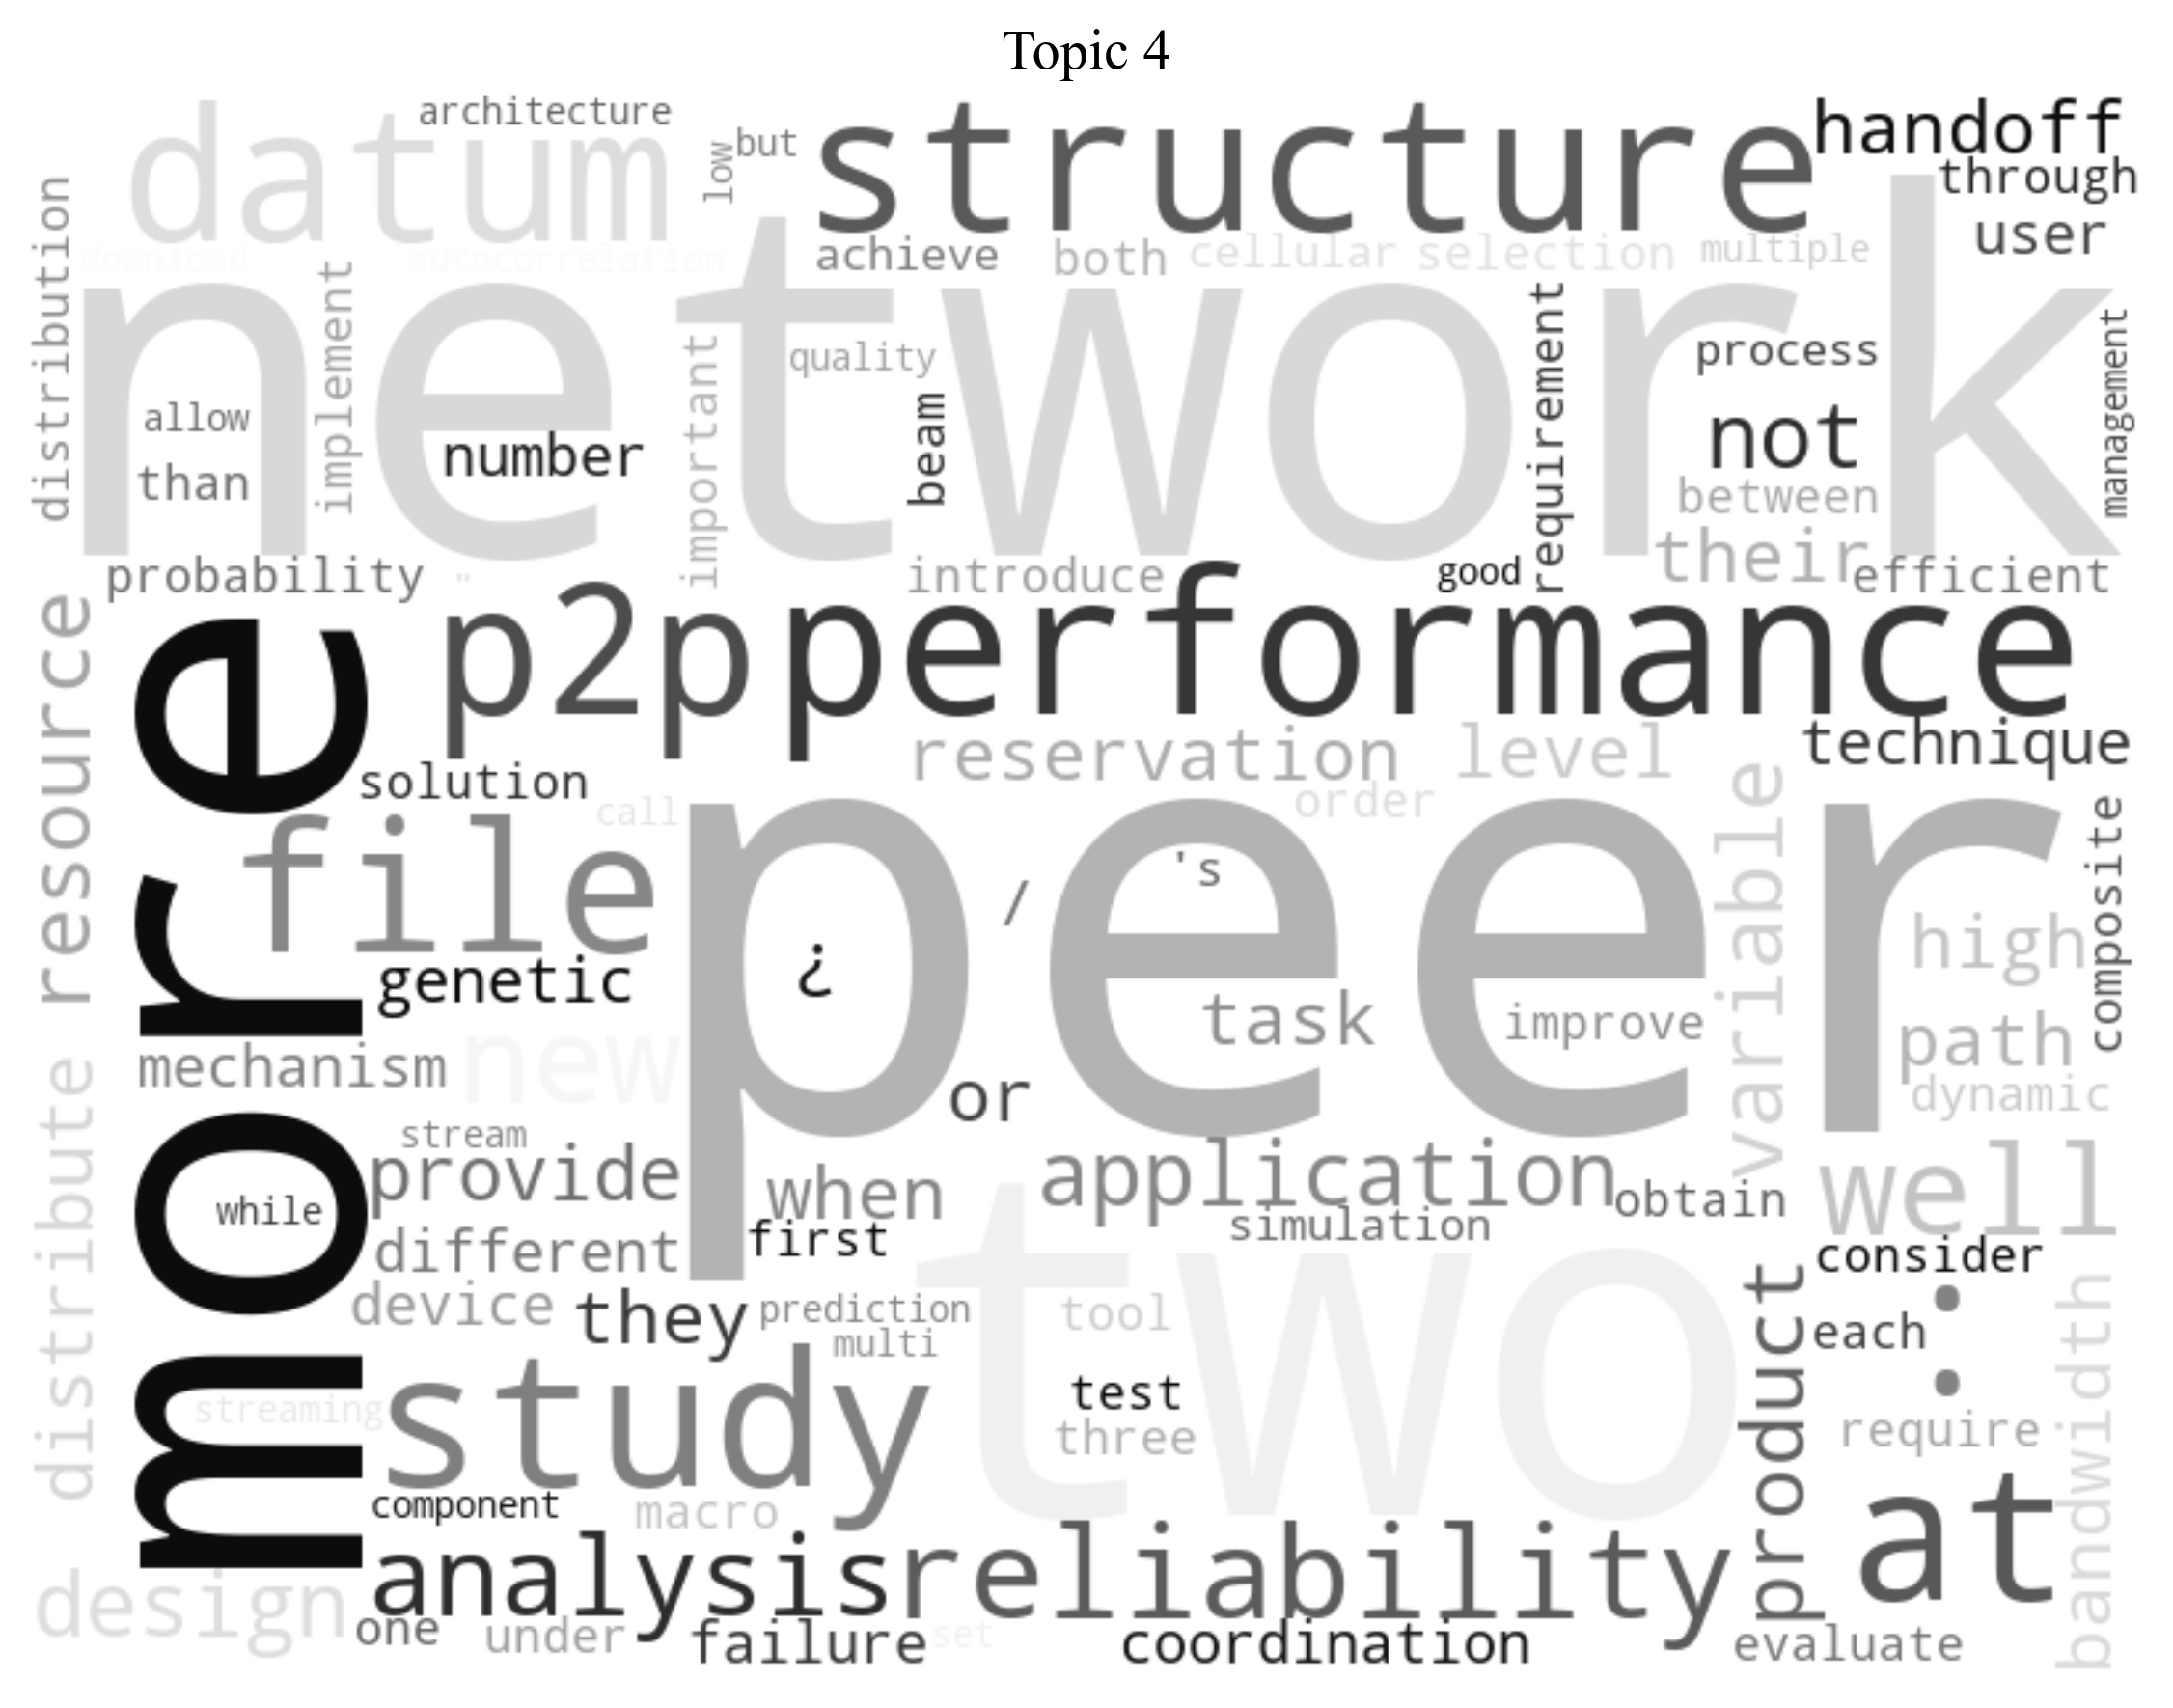 Topic 4
architecture
datum
low
but
structure
handoff
through
user
distribution
download
autocorrelation
achieve
both
cellular
selection
multiple
network
implement
important
quality
beam
requirement
process
management
allow
than
number
not
between
their
probability
"
introduce
good
efficient
resource
more
p2p
performance
reservation
level
technique
solution
call
order
variable
composite
file
peer
's
/
¿
genetic
task
improve
high
path
dynamic
mechanism
new
or
distribute
stream
provide
when
application
simulation
obtain
well
while
different
first
consider
device
they
prediction
multi
tool
two
product
each
:
bandwidth
streaming
study
test
three
require
component
macro
at
analysis
reliability
design
one
under
failure
set
coordination
evaluate